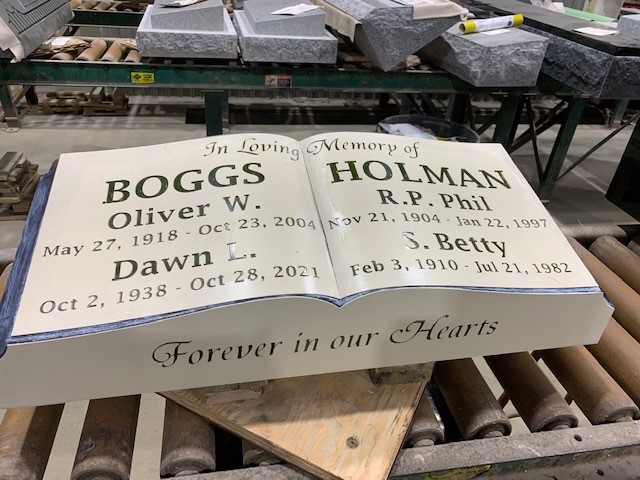 In Loving Memory of
BOGGS
Oliver W.
May 27, 1918 - Oct 23, 2004
Dawn L.
Oct 2, 1938 - Oct 28, 2021
HOLMAN
R.P. Phil
Nov 21, 1904 - Jan 22, 1997
S. Betty
Feb 3, 1910 - Jul 21, 1982
Forever in our Hearts